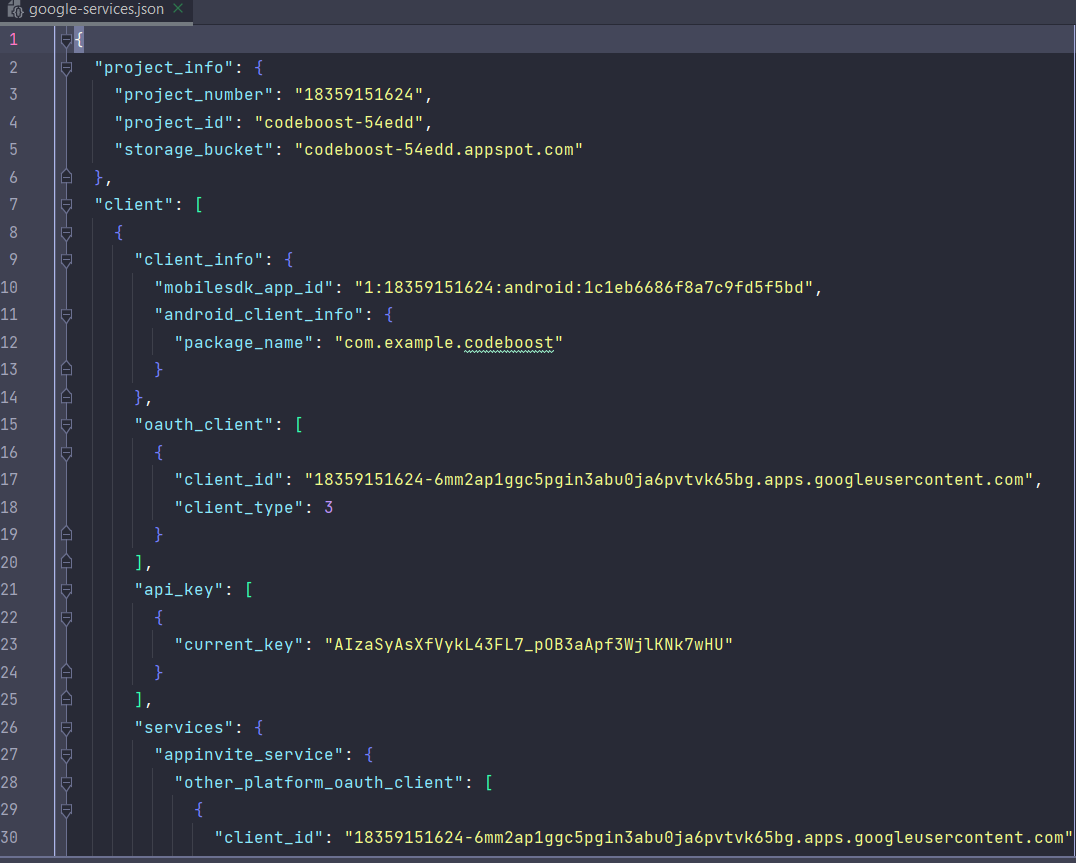 google-services.json
1 {
2 "project_info": {
3 "project_number": "18359151624",
4 "project_id": "codeboost-54edd",
5 "storage_bucket": "codeboost-54edd.appspot.com"
6 },
7 "client": [
8 {
9 "client_info": {
10 "mobilesdk_app_id": "1:18359151624:android:1c1eb6686f8a7c9fd5f5bd",
11 "android_client_info": {
12 "package_name": "com.example.codeboost"
13 }
14 },
15 "oauth_client": [
16 {
17 "client_id": "18359151624-6mm2ap1ggc5pgin3abu0ja6pvtvk65bg.apps.googleusercontent.com",
18 "client_type": 3
19 }
20 ],
21 "api_key": [
22 {
23 "current_key": "AIzaSyAsXfVykL43FL7_pOB3aApf3WjlKNk7wHU"
24 }
25 ],
26 "services": {
27 "appinvite_service": {
28 "other_platform_oauth_client": [
29 {
30 "client_id": "18359151624-6mm2ap1ggc5pgin3abu0ja6pvtvk65bg.apps.googleusercontent.com"